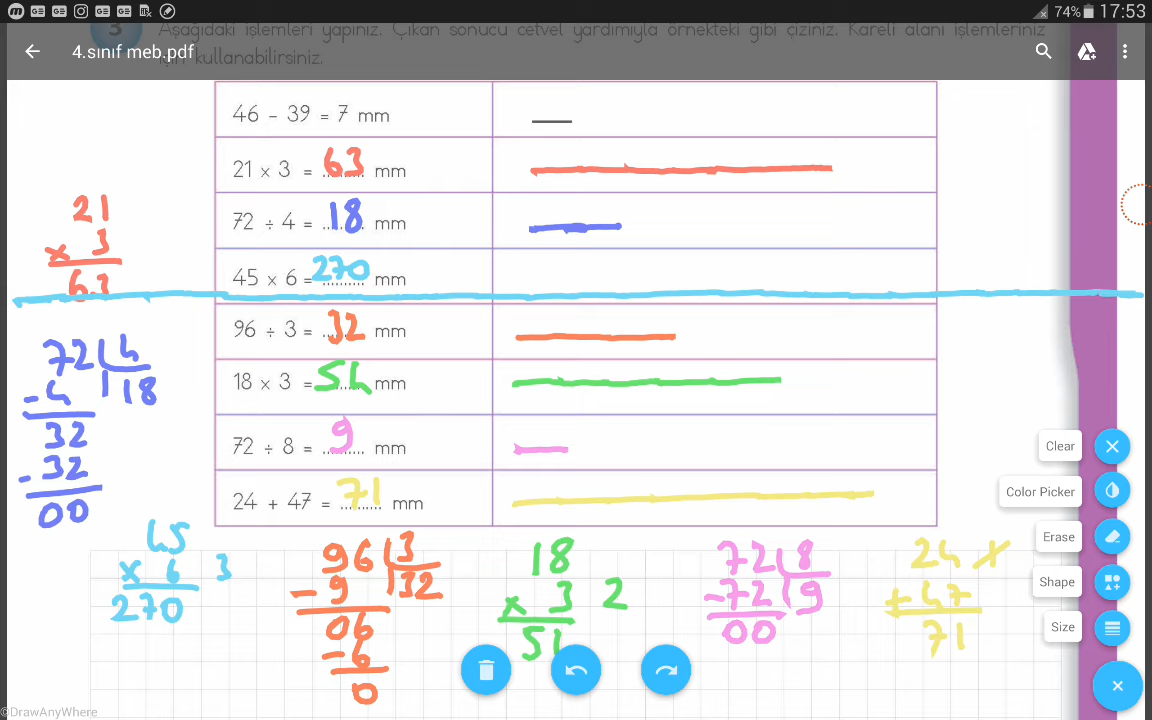 74% 17:53
3 Aşağıdaki işlemleri yapınız. Çıkan sonucu cetvel yardımıyla örnekteki gibi çiziniz. Kareli alanı işlemleriniz
için kullanabilirsiniz.
4.sınıf meb.pdf
46 - 39 = 7 mm
21 x 3 = 63 mm
72 ÷ 4 = 18 mm
45 x 6 = 270 mm
96 ÷ 3 = 32 mm
18 x 3 = 54 mm
72 ÷ 8 = 9 mm
24 + 47 = 71 mm
21
x 3
63
72 4
- 4 18
32
- 32
00
45
x 6 3
270
96 3
- 9 32
06
- 6
0
18
x 3 2
54
72 8
- 72 9
00
24
+ 47
71
Clear
Color Picker
Erase
Shape
Size
©DrawAnyWhere